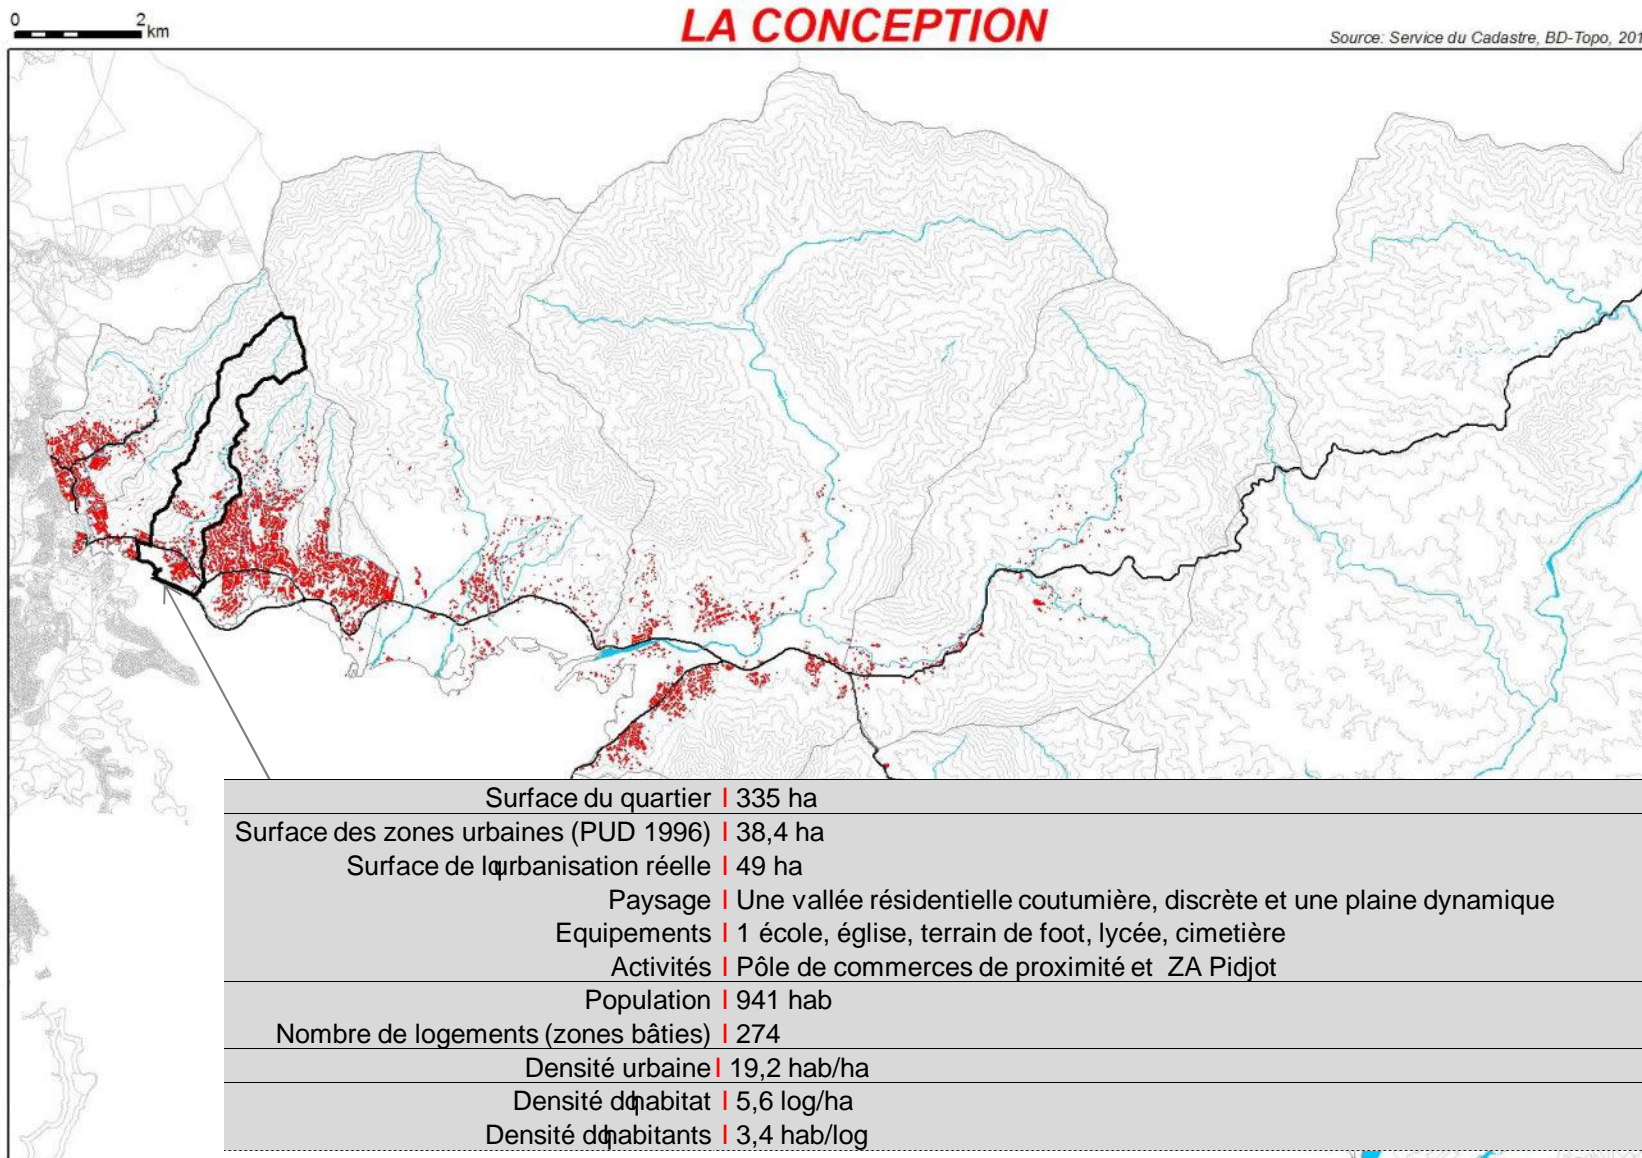 0 2 km
LA CONCEPTION
Source: Service du Cadastre, BD-Topo, 201
Surface du quartier | 335 ha
Surface des zones urbaines (PUD 1996) | 38,4 ha
Surface de lqurbanisation réelle | 49 ha
Paysage | Une vallée résidentielle coutumière, discrète et une plaine dynamique
Equipements | 1 école, église, terrain de foot, lycée, cimetière
Activités | Pôle de commerces de proximité et ZA Pidjot
Population | 941 hab
Nombre de logements (zones bâties) | 274
Densité urbaine | 19,2 hab/ha
Densité dqhabitat | 5,6 log/ha
Densité dqhabitants | 3,4 hab/log